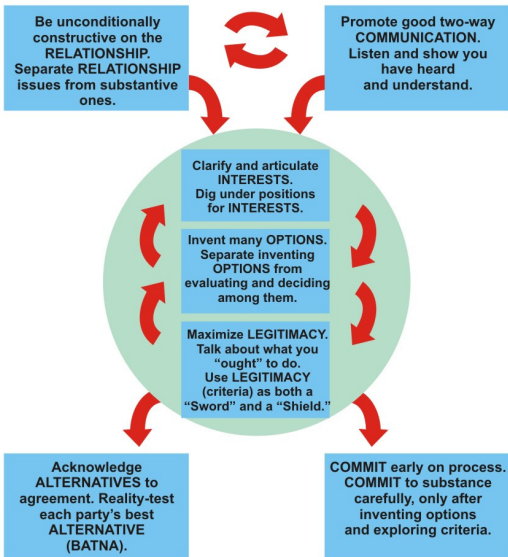 Be unconditionally
constructive on the
RELATIONSHIP.
Separate RELATIONSHIP
issues from substantive
ones.
Promote good two-way
COMMUNICATION.
Listen and show you
have heard
and understand.
Clarify and articulate
INTERESTS.
Dig under positions
for INTERESTS.
Invent many OPTIONS.
Separate inventing
OPTIONS from
evaluating and deciding
among them.
Maximize LEGITIMACY.
Talk about what you
“ought” to do.
Use LEGITIMACY
(criteria) as both a
“Sword” and a “Shield.”
Acknowledge
ALTERNATIVES to
agreement. Reality-test
each party’s best
ALTERNATIVE
(BATNA).
COMMIT early on process.
COMMIT to substance
carefully, only after
inventing options
and exploring criteria.